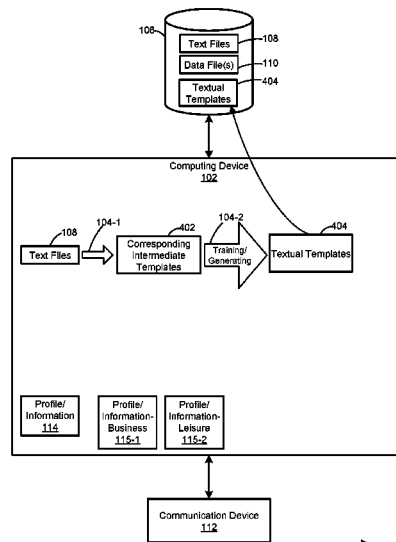 106
Text Files
108
Data File(s)
110
Textual
Templates
404
Computing Device
102
108
104-1
402
104-2
404
Text Files
Corresponding
Intermediate
Templates
Training/
Generating
Textual Templates
Profile/
Information
114
Profile/
Information-
Business
115-1
Profile/
Information-
Leisure
115-2
Communication Device
112